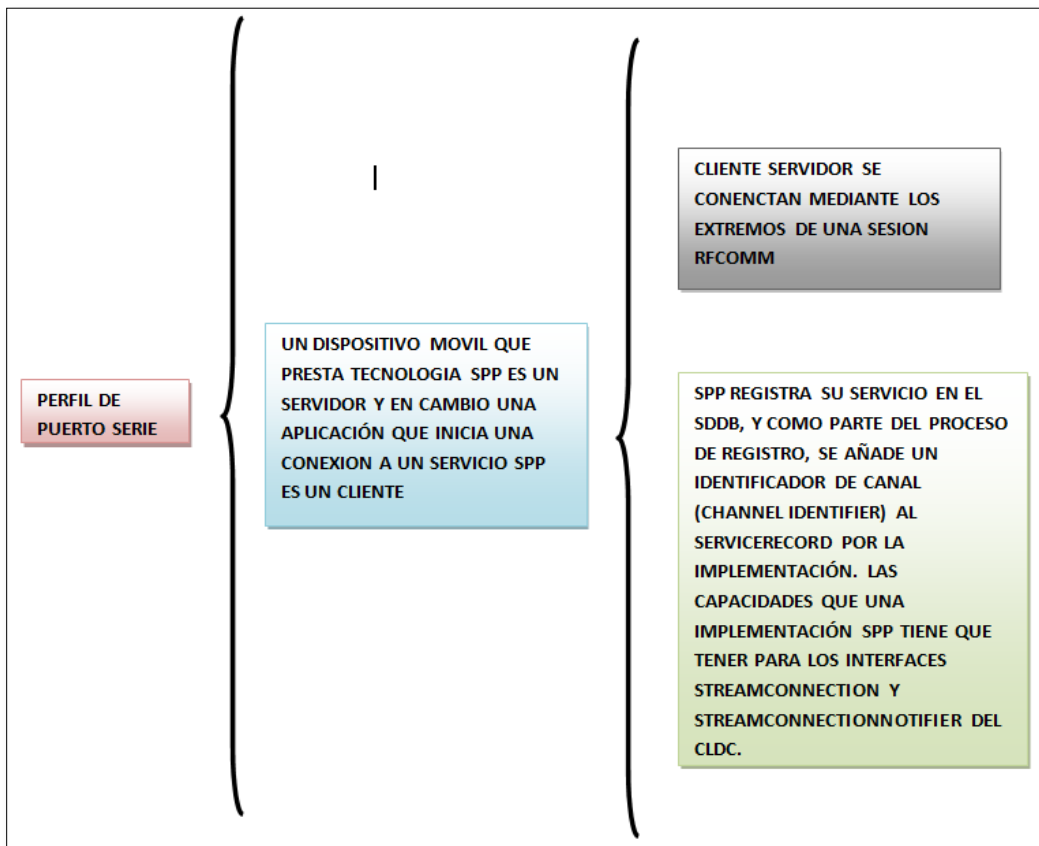 PERFIL DE
PUERTO SERIE
UN DISPOSITIVO MOVIL QUE
PRESTA TECNOLOGIA SPP ES UN
SERVIDOR Y EN CAMBIO UNA
APLICACIÓN QUE INICIA UNA
CONEXION A UN SERVICIO SPP
ES UN CLIENTE
CLIENTE SERVIDOR SE
CONENCTAN MEDIANTE LOS
EXTREMOS DE UNA SESION
RFCOMM
SPP REGISTRA SU SERVICIO EN EL
SDDB, Y COMO PARTE DEL PROCESO
DE REGISTRO, SE AÑADE UN
IDENTIFICADOR DE CANAL
(CHANNEL IDENTIFIER) AL
SERVICERECORD POR LA
IMPLEMENTACIÓN. LAS
CAPACIDADES QUE UNA
IMPLEMENTACIÓN SPP TIENE QUE
TENER PARA LOS INTERFACES
STREAMCONNECTION Y
STREAMCONNECTIONNOTIFIER DEL
CLDC.